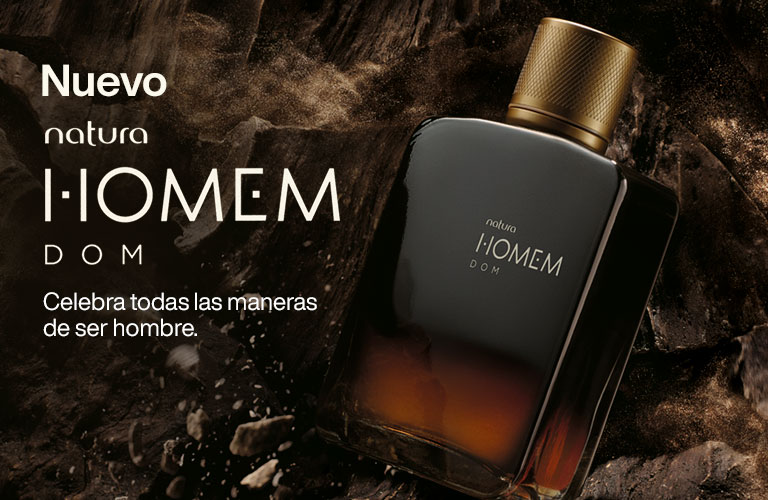 Nuevo
natura
HOMEM
DOM
Celebra todas las maneras
de ser hombre.
natura
HOMEM
DOM